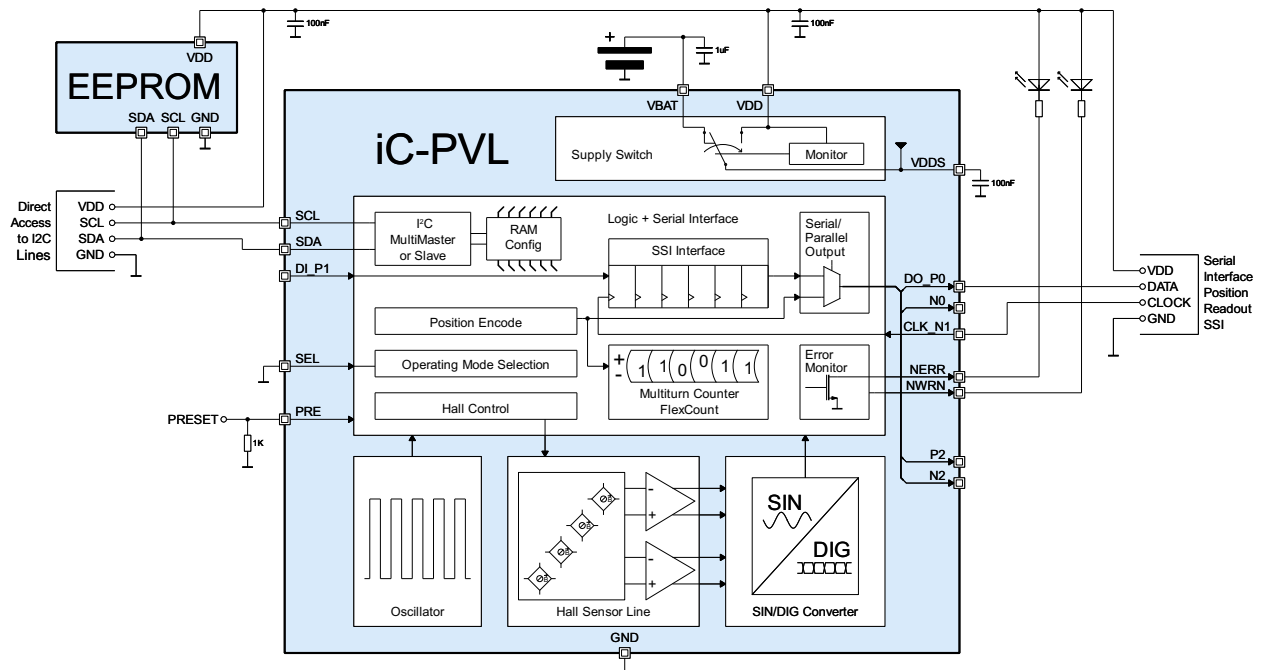 100nF
100nF
1uF
VDD
EEPROM
SDA SCL GND
VBAT VDD
iC-PVL
Supply Switch
Monitor
VDDS
100nF
Direct
Access
to I2C
Lines
VDD
SCL
SDA
GND
SCL
SDA
DI_P1
I²C
MultiMaster
or Slave
RAM
Config
Logic + Serial Interface
SSI Interface
Serial/
Parallel
Output
DO_P0
N0
CLK_N1
VDD
DATA
CLOCK
GND
Serial
Interface
Position
Readout
SSI
Position Encode
SEL
Operating Mode Selection
+
-
1 1 0 0 1 1
Multiturn Counter
FlexCount
Error
Monitor
NERR
NWRN
PRESET
1K
PRE
Hall Control
P2
N2
Oscillator
-
+
-
+
Hall Sensor Line
SIN
DIG
SIN/DIG Converter
GND